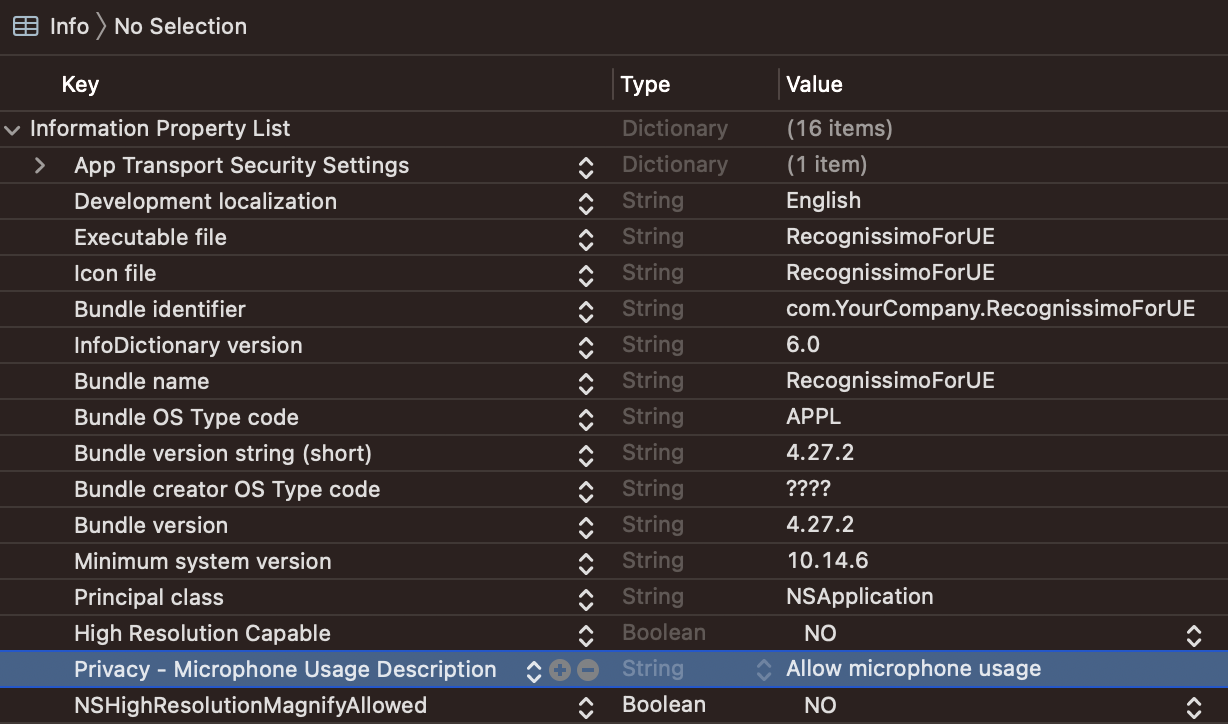 Info No Selection
Key Type Value
Information Property List Dictionary (16 items)
App Transport Security Settings Dictionary (1 item)
Development localization String English
Executable file String RecognissimoForUE
Icon file String RecognissimoForUE
Bundle identifier String com.YourCompany.RecognissimoForUE
InfoDictionary version String 6.0
Bundle name String RecognissimoForUE
Bundle OS Type code String APPL
Bundle version string (short) String 4.27.2
Bundle creator OS Type code String ????
Bundle version String 4.27.2
Minimum system version String 10.14.6
Principal class String NSApplication
High Resolution Capable Boolean NO
Privacy - Microphone Usage Description String Allow microphone usage
NSHighResolutionMagnifyAllowed Boolean NO